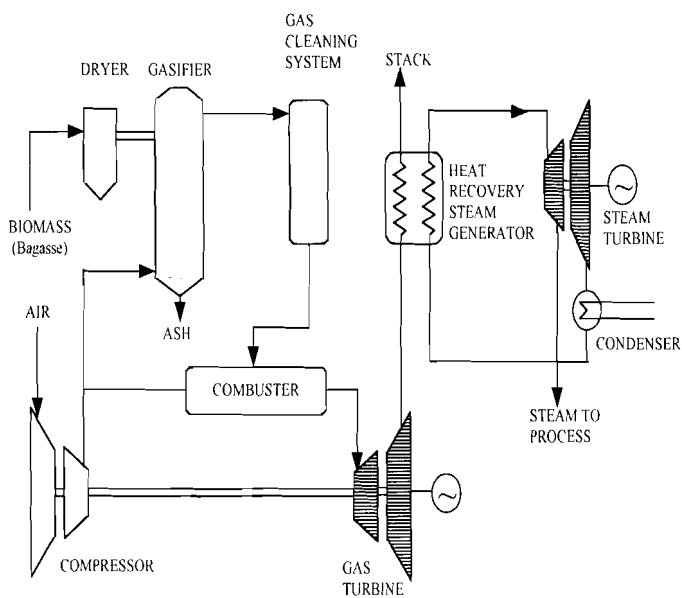 GAS
CLEANING
SYSTEM
DRYER
GASIFIER
STACK
HEAT
RECOVERY
STEAM
GENERATOR
STEAM
TURBINE
BIOMASS
(Bagasse)
AIR
ASH
CONDENSER
COMBUSTER
STEAM TO
PROCESS
COMPRESSOR
GAS
TURBINE